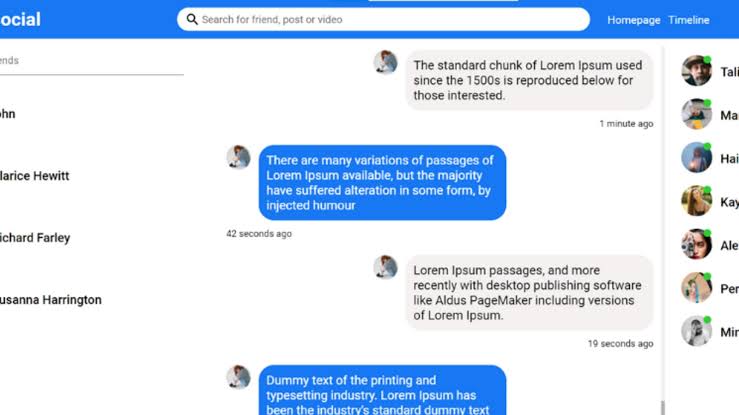 ocial
Search for friend, post or video
Homepage Timeline
ends
ohn
larice Hewitt
ichard Farley
usanna Harrington
The standard chunk of Lorem Ipsum used
since the 1500s is reproduced below for
those interested.
1 minute ago
There are many variations of passages of
Lorem Ipsum available, but the majority
have suffered alteration in some form, by
injected humour
42 seconds ago
Lorem Ipsum passages, and more
recently with desktop publishing software
like Aldus PageMaker including versions
of Lorem Ipsum.
19 seconds ago
Dummy text of the printing and
typesetting industry. Lorem Ipsum has
been the industry's standard dummy text
Tali
Mar
Hai
Kay
Ale
Per
Min